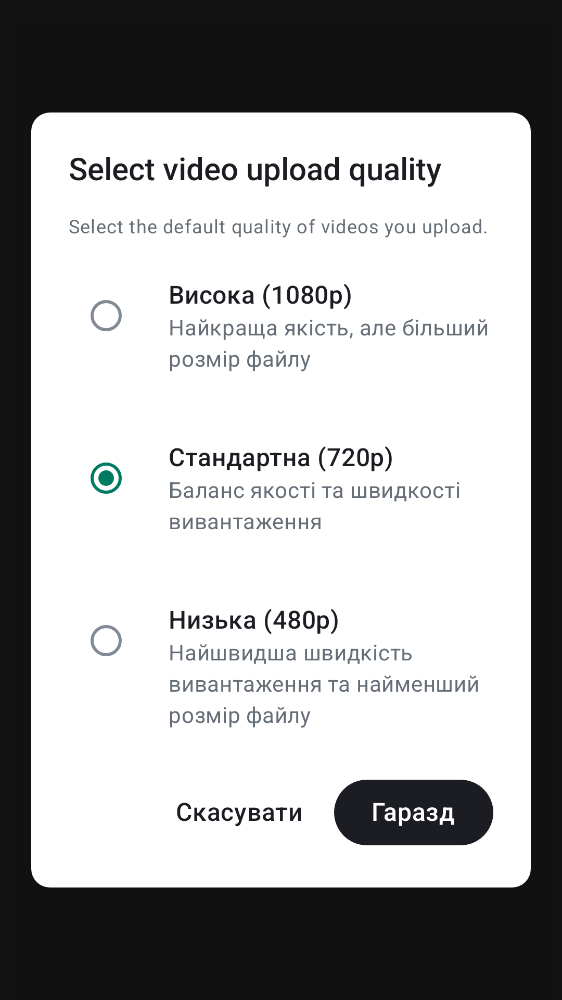 Select video upload quality
Select the default quality of videos you upload.
Висока (1080p)
Найкраща якість, але більший
розмір файлу
Стандартна (720p)
Баланс якості та швидкості
вивантаження
Низька (480p)
Найшвидша швидкість
вивантаження та найменший
розмір файлу
Скасувати
Гаразд